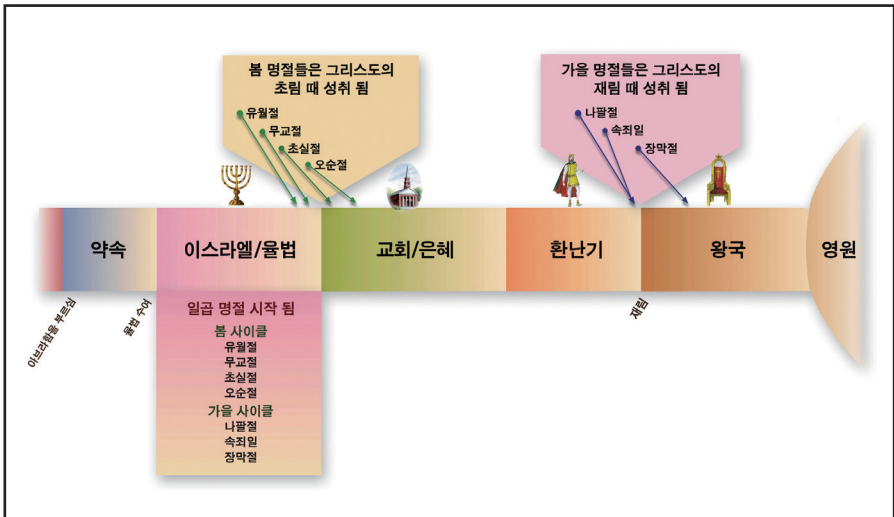 봄 명절들은 그리스도의
초림 때 성취 됨
유월절
무교절
초실절
오순절
가을 명절들은 그리스도의
재림 때 성취 됨
나팔절
속죄일
장막절
약속
이스라엘/율법
교회/은혜
환난기
왕국
영원
아브라함을 부르심
율법 수여
재림
일곱 명절 시작 됨
봄 사이클
유월절
무교절
초실절
오순절
가을 사이클
나팔절
속죄일
장막절